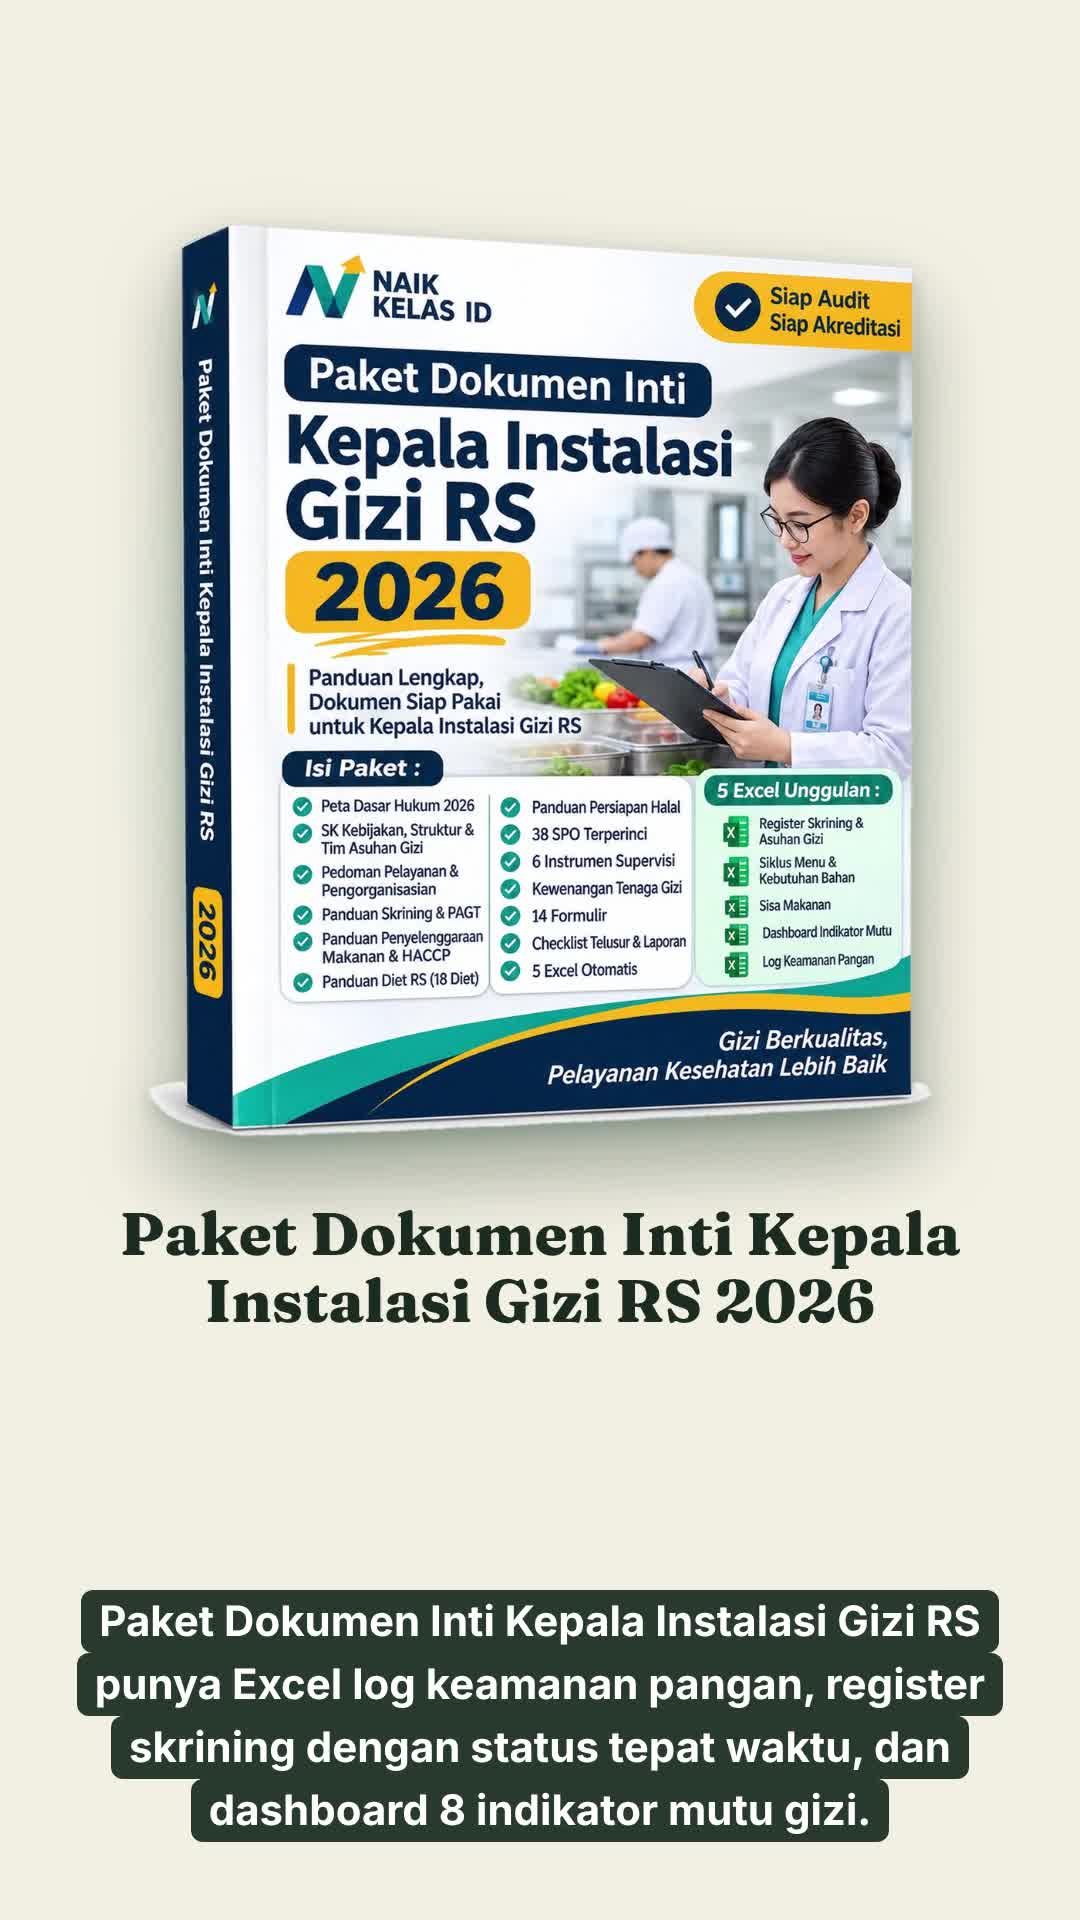 NAIK
KELAS ID
Siap Audit
Siap Akreditasi
Paket Dokumen Inti
Kepala Instalasi
Gizi RS
2026
Panduan Lengkap,
Dokumen Siap Pakai
untuk Kepala Instalasi Gizi RS
Isi Paket :
Peta Dasar Hukum 2026
SK Kebijakan, Struktur &
Tim Asuhan Gizi
Pedoman Pelayanan &
Pengorganisasian
Panduan Skrining & PAGT
Panduan Penyelenggaraan
Makanan & HACCP
Panduan Diet RS (18 Diet)
Panduan Persiapan Halal
38 SPO Terperinci
6 Instrumen Supervisi
Kewenangan Tenaga Gizi
14 Formulir
Checklist Telusur & Laporan
5 Excel Otomatis
5 Excel Unggulan :
Register Skrining &
Asuhan Gizi
Siklus Menu &
Kebutuhan Bahan
Sisa Makanan
Dashboard Indikator Mutu
Log Keamanan Pangan
Gizi Berkualitas,
Pelayanan Kesehatan Lebih Baik
Paket Dokumen Inti Kepala Instalasi Gizi RS
2026
Paket Dokumen Inti Kepala
Instalasi Gizi RS 2026
Paket Dokumen Inti Kepala Instalasi Gizi RS
punya Excel log keamanan pangan, register
skrining dengan status tepat waktu, dan
dashboard 8 indikator mutu gizi.